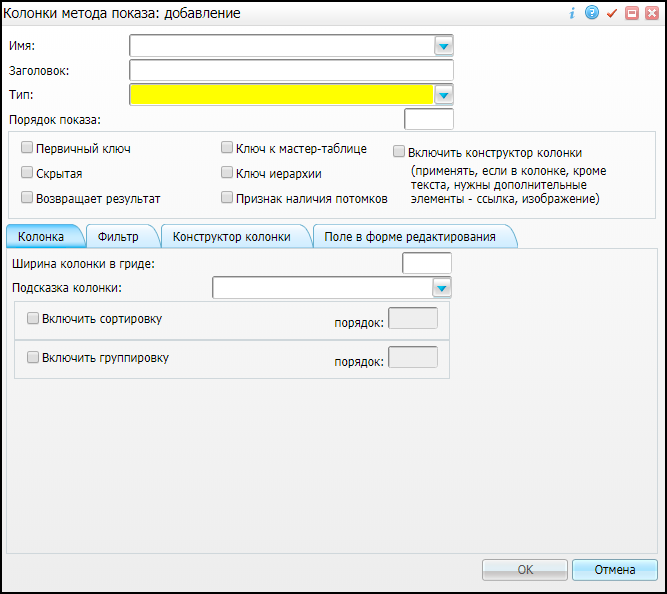 Колонки метода показа: добавление
Имя:
Заголовок:
Тип:
Порядок показа:
Первичный ключ
Ключ к мастер-таблице
Включить конструктор колонки
(применять, если в колонке, кроме
текста, нужны дополнительные
элементы - ссылка, изображение)
Скрытая
Ключ иерархии
Возвращает результат
Признак наличия потомков
Колонка
Фильтр
Конструктор колонки
Поле в форме редактирования
Ширина колонки в гриде:
Подсказка колонки:
Включить сортировку
порядок:
Включить группировку
порядок:
ОК
Отмена